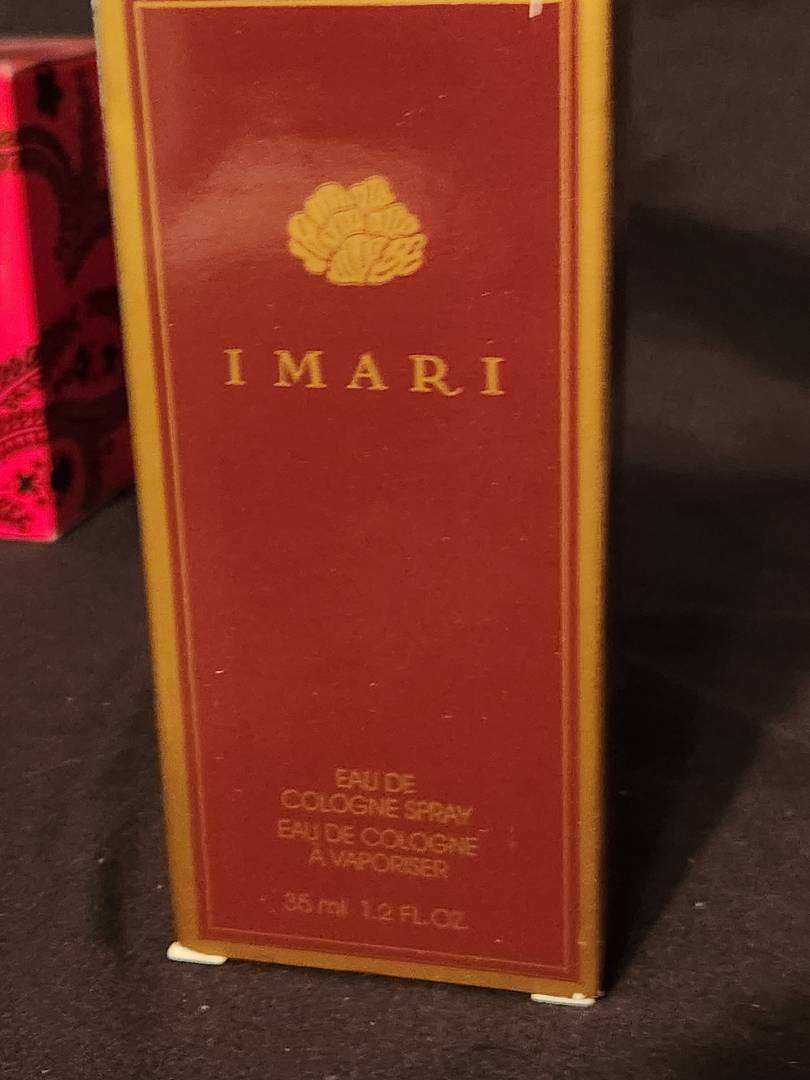 IMARI
EAU DE
COLOGNE SPRAY
EAU DE COLOGNE
À VAPORISER
35 ml 1.2 FL.OZ.